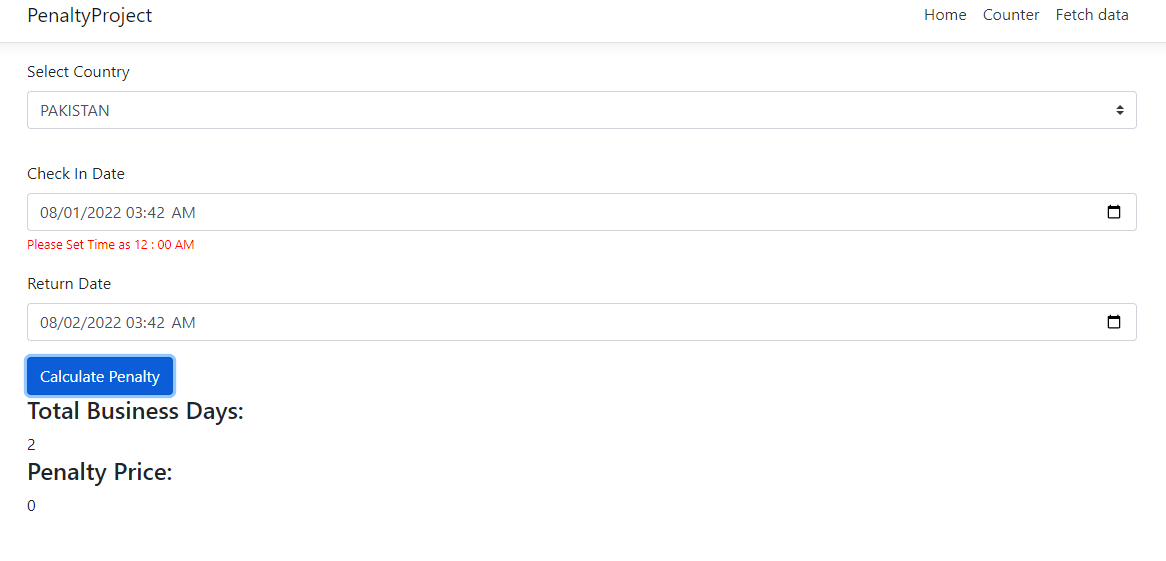 PenaltyProject Home Counter Fetch data
Select Country
PAKISTAN
Check In Date
08/01/2022 03:42 AM
Please Set Time as 12 : 00 AM
Return Date
08/02/2022 03:42 AM
Calculate Penalty
Total Business Days:
2
Penalty Price:
0